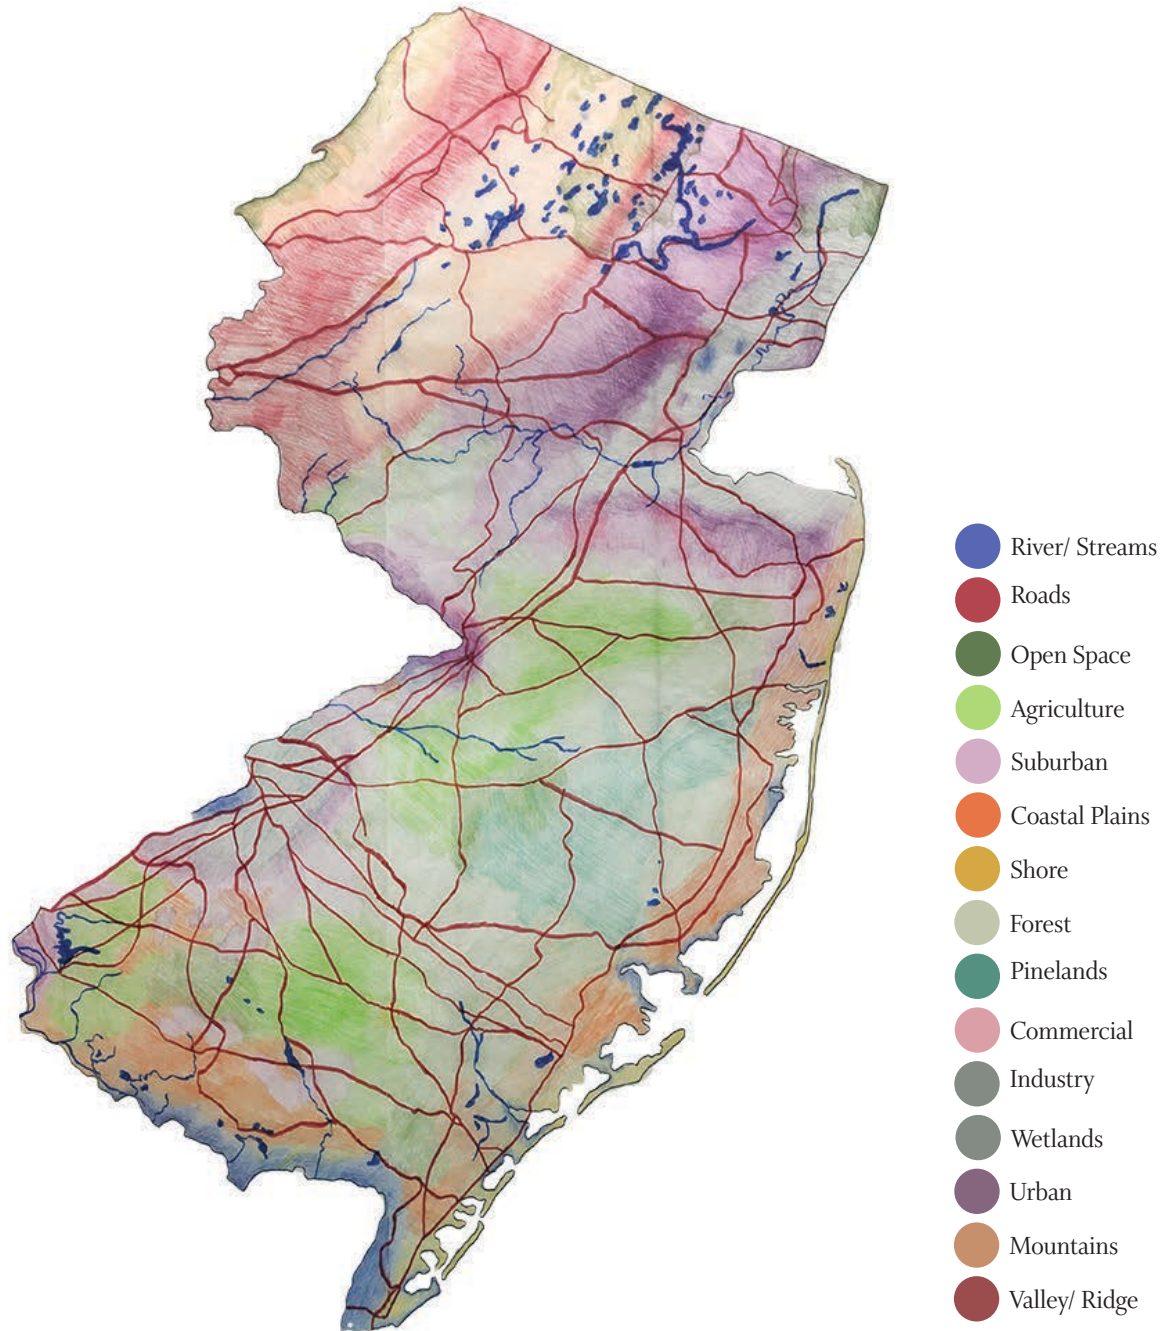 River/ Streams
Roads
Open Space
Agriculture
Suburban
Coastal Plains
Shore
Forest
Pinelands
Commercial
Industry
Wetlands
Urban
Mountains
Valley/ Ridge